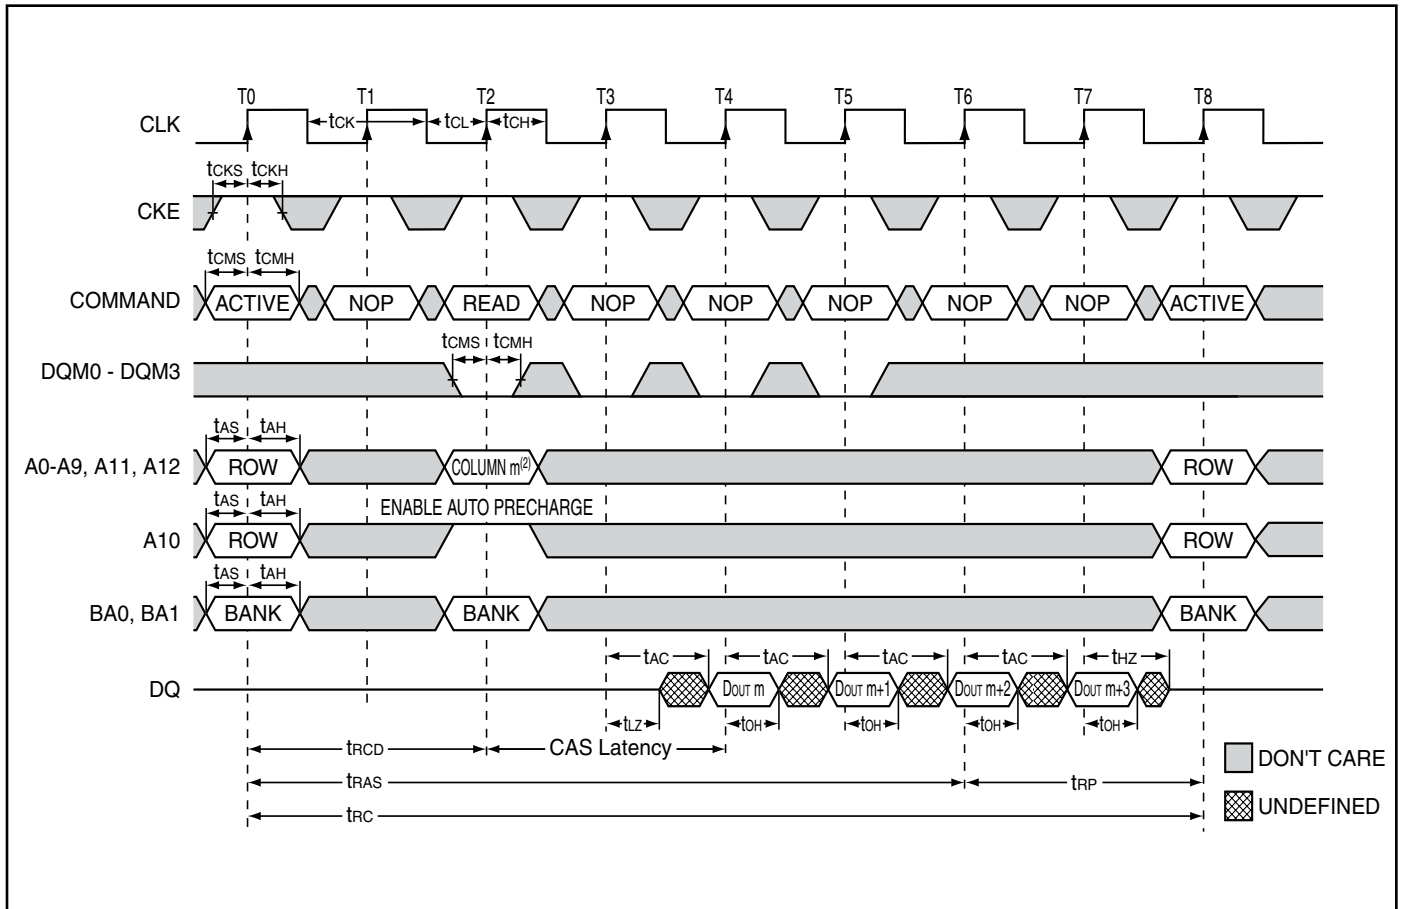 T0 T1 T2 T3 T4 T5 T6 T7 T8
CLK
tCK tCL tCH
tCKS tCKH
CKE
tCMS tCMH
COMMAND ACTIVE NOP READ NOP NOP NOP NOP NOP ACTIVE
tCMS tCMH
DQM0 - DQM3
tAS tAH
A0-A9, A11, A12 ROW COLUMN m(2) ROW
tAS tAH ENABLE AUTO PRECHARGE
A10 ROW ROW
tAS tAH
BA0, BA1 BANK BANK BANK
tAC tAC tAC tAC tHZ
DQ DOUT m DOUT m+1 DOUT m+2 DOUT m+3
tLZ tOH tOH tOH tOH
tRCD CAS Latency
DON'T CARE
tRAS tRP
UNDEFINED
tRC